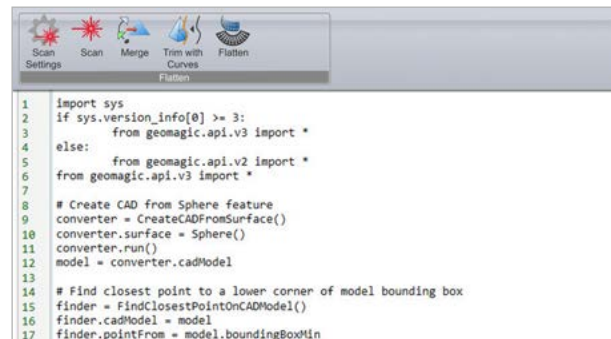 Scan Settings Scan Merge Trim with Curves Flatten
Flatten
1 import sys
2 if sys.version_info[0] >= 3:
3 from geomagic.api.v3 import *
4 else:
5 from geomagic.api.v2 import *
6 from geomagic.api.v3 import *
7
8 # Create CAD from Sphere feature
9 converter = CreateCADFromSurface()
10 converter.surface = Sphere()
11 converter.run()
12 model = converter.cadModel
13
14 # Find closest point to a lower corner of model bounding box
15 finder = FindClosestPointOnCADModel()
16 finder.cadModel = model
17 finder.pointFrom = model.boundingBoxMin